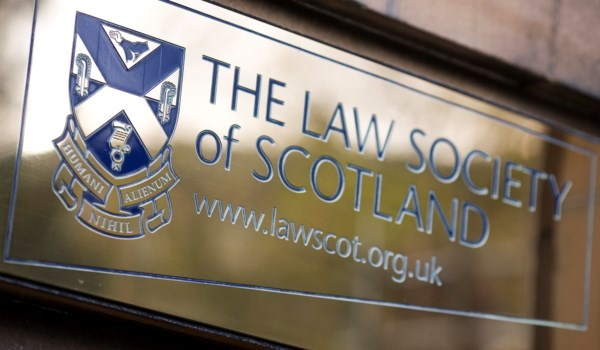 HUMANI
NIHIL
ALIENUM
THE LAW SOCIETY
of SCOTLAND
www.lawscot.org.uk